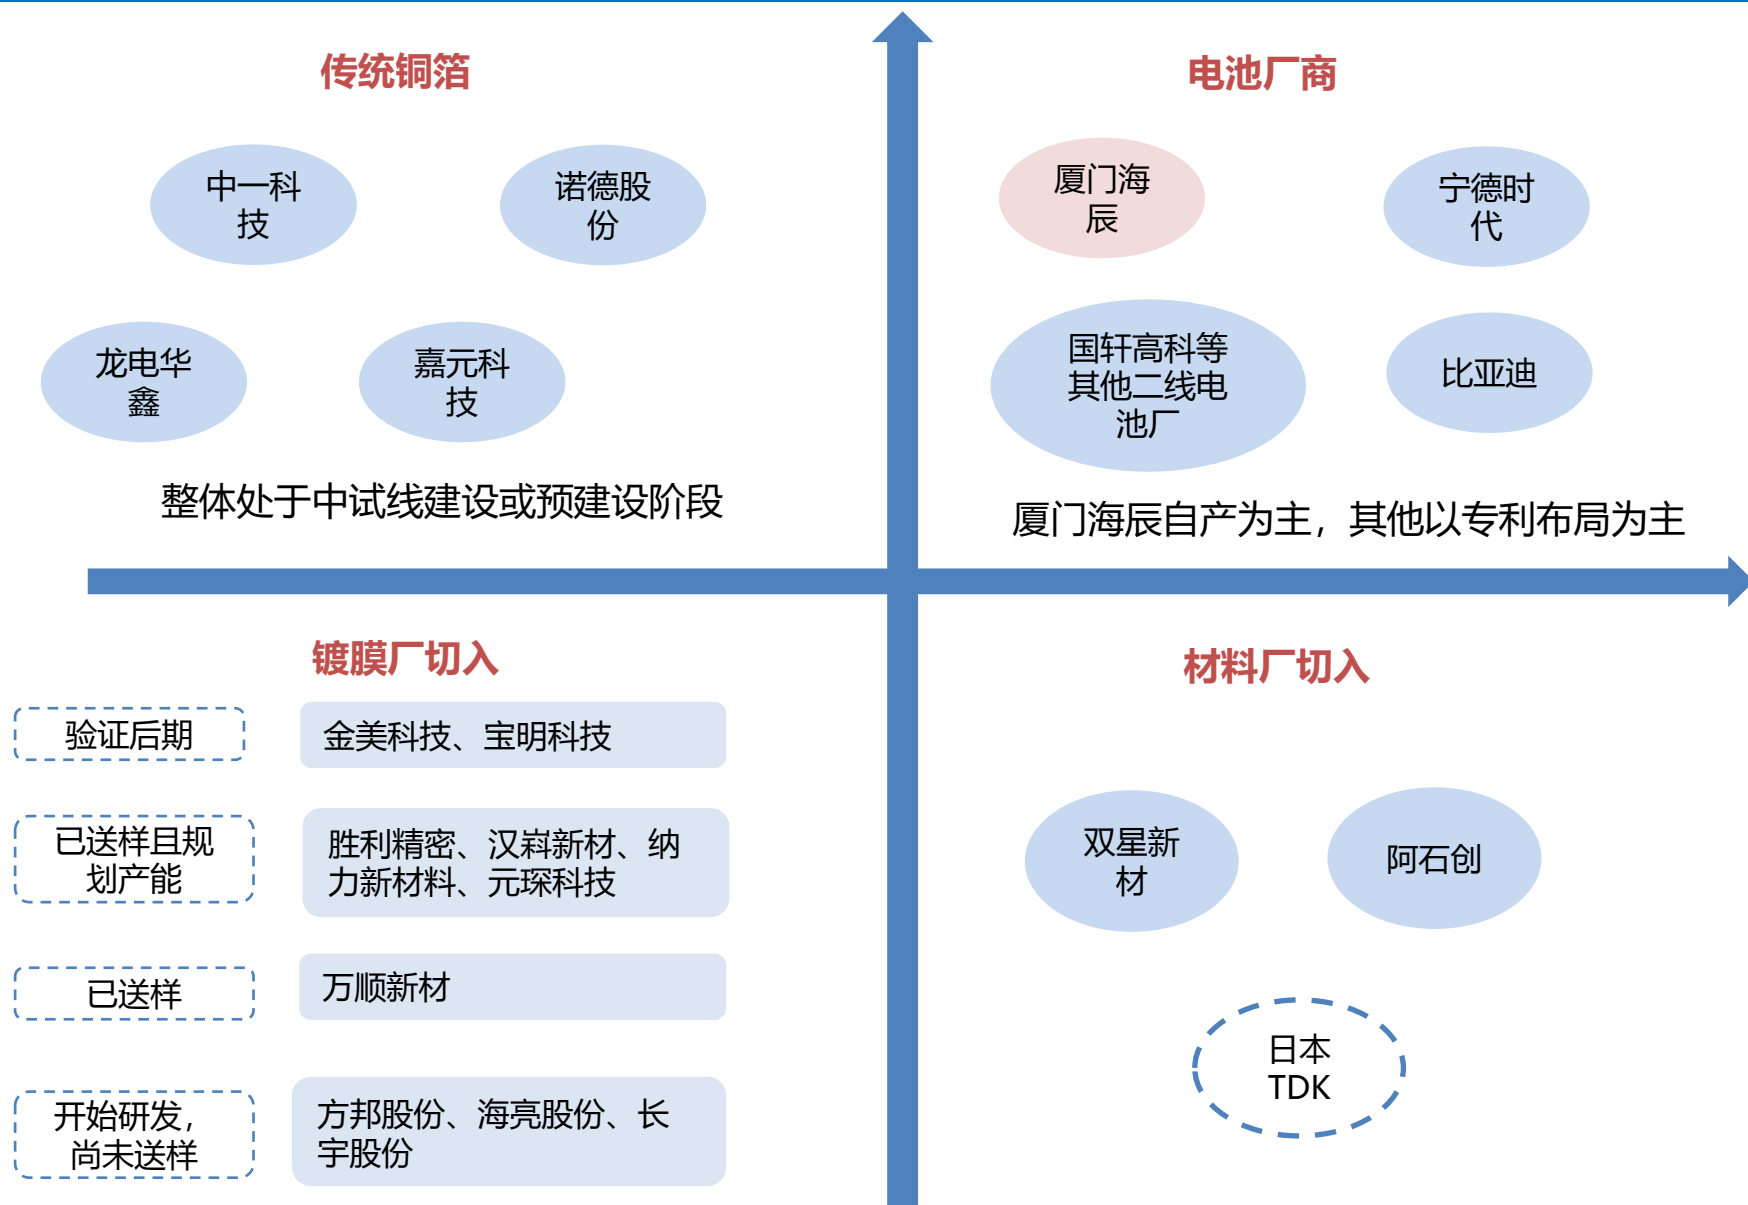 传统铜箔
中一科
技
诺德股
份
龙电华
鑫
嘉元科
技
整体处于中试线建设或预建设阶段
电池厂商
厦门海
辰
宁德时
代
国轩高科等
其他二线电
池厂
比亚迪
厦门海辰自产为主，其他以专利布局为主
镀膜厂切入
验证后期
金美科技、宝明科技
已送样且规
划产能
胜利精密、汉嵙新材、纳
力新材料、元琛科技
已送样
万顺新材
开始研发，
尚未送样
方邦股份、海亮股份、长
宇股份
材料厂切入
双星新
材
阿石创
日本
TDK